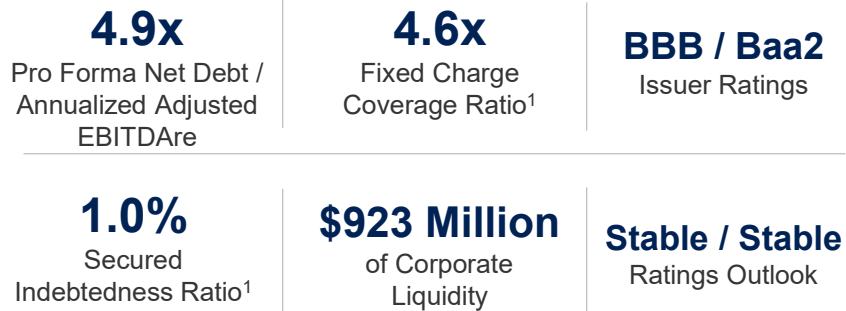 4.9x
Pro Forma Net Debt /
Annualized Adjusted
EBITDAre
4.6x
Fixed Charge
Coverage Ratio¹
BBB / Baa2
Issuer Ratings
1.0%
Secured
Indebtedness Ratio¹
$923 Million
of Corporate
Liquidity
Stable / Stable
Ratings Outlook